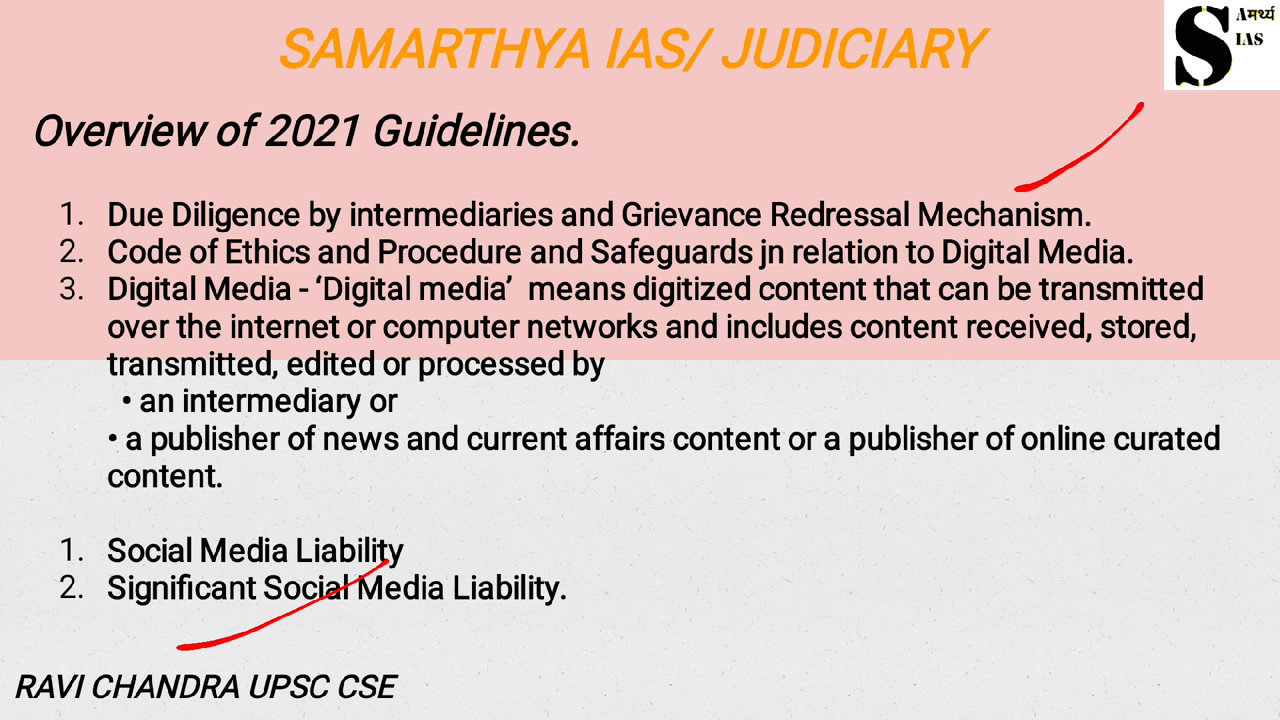 SAMARTHYA IAS/ JUDICIARY
Aमर्थ्य
IAS
Overview of 2021 Guidelines.
1. Due Diligence by intermediaries and Grievance Redressal Mechanism.
2. Code of Ethics and Procedure and Safeguards jn relation to Digital Media.
3. Digital Media - ‘Digital media’ means digitized content that can be transmitted
over the internet or computer networks and includes content received, stored,
transmitted, edited or processed by
• an intermediary or
• a publisher of news and current affairs content or a publisher of online curated
content.
1. Social Media Liability
2. Significant Social Media Liability.
RAVI CHANDRA UPSC CSE